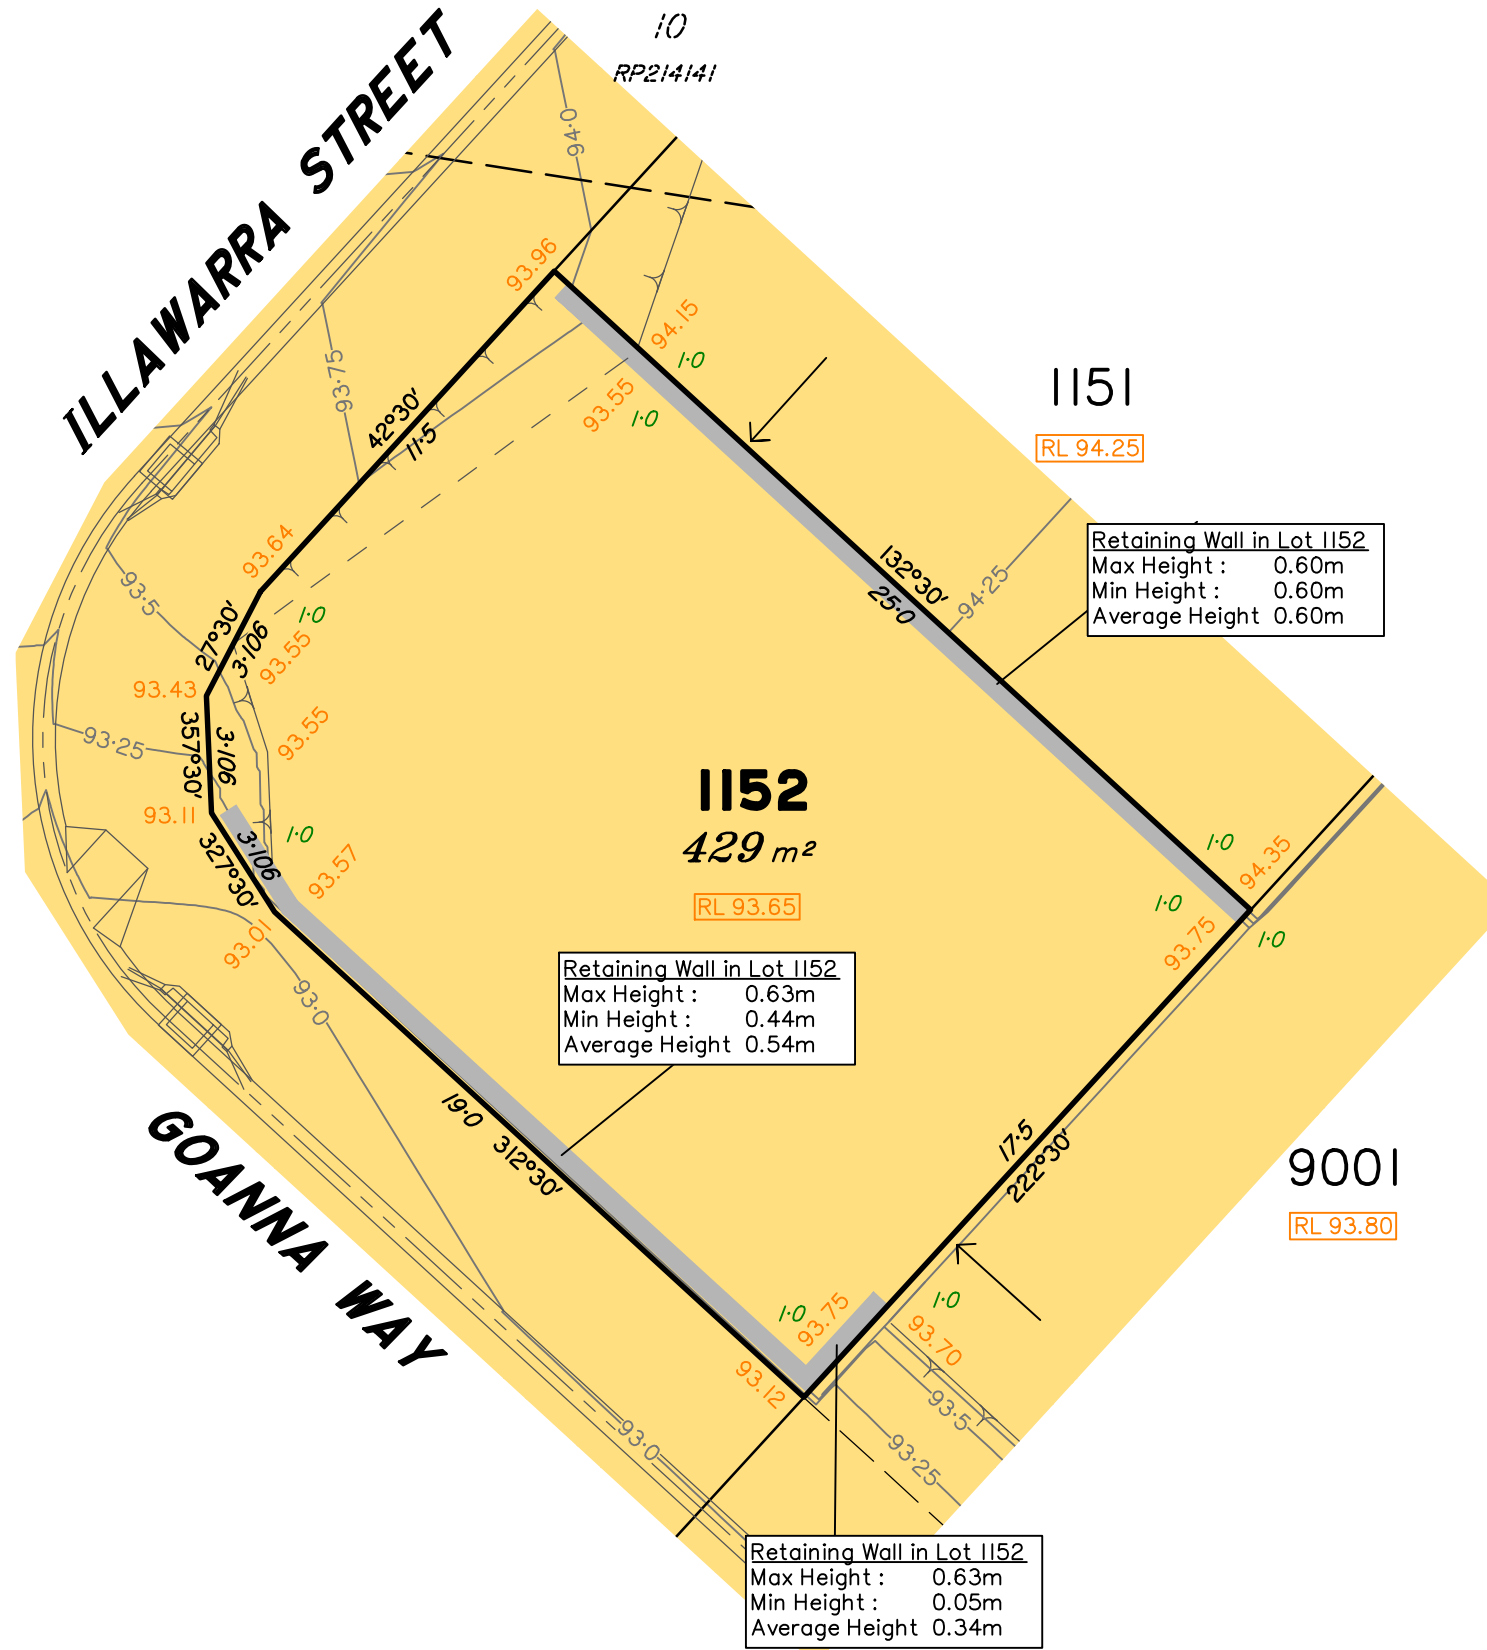 10
RP214141
ILLAWARRA STREET
94·0
93.96
94.15
1·0
93·75
93.55
1·0
42°30′
11·5
1151
RL 94.25
93.64
93·5
132°30′
25·0
94·25
Retaining Wall in Lot 1152
Max Height : 0.60m
Min Height : 0.60m
Average Height 0.60m
27°30′
3·106
1·0
93.55
93.43
93·25
357°30′
3·106
93.55
93.11
1152
429 m²
RL 93.65
327°30′
3·106
1·0
93.57
93.01
93·0
1·0
94.35
1·0
93.75
1·0
Retaining Wall in Lot 1152
Max Height : 0.63m
Min Height : 0.44m
Average Height 0.54m
19·0 312°30′
17·5
222°30′
9001
RL 93.80
GOANNA WAY
1·0
93.75
1·0
93.70
93.12
93·5
93·25
93·0
Retaining Wall in Lot 1152
Max Height : 0.63m
Min Height : 0.05m
Average Height 0.34m